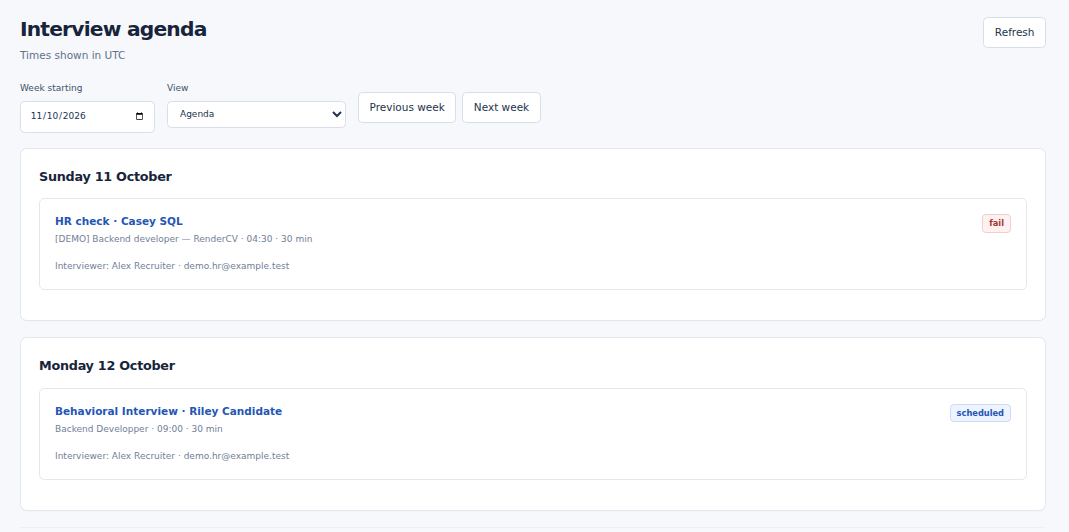 Interview agenda
Refresh
Times shown in UTC
Week starting
View
11/10/2026
Agenda
Previous week
Next week
Sunday 11 October
HR check · Casey SQL
fail
[DEMO] Backend developer — RenderCV · 04:30 · 30 min
Interviewer: Alex Recruiter · demo.hr@example.test
Monday 12 October
Behavioral Interview · Riley Candidate
scheduled
Backend Developper · 09:00 · 30 min
Interviewer: Alex Recruiter · demo.hr@example.test